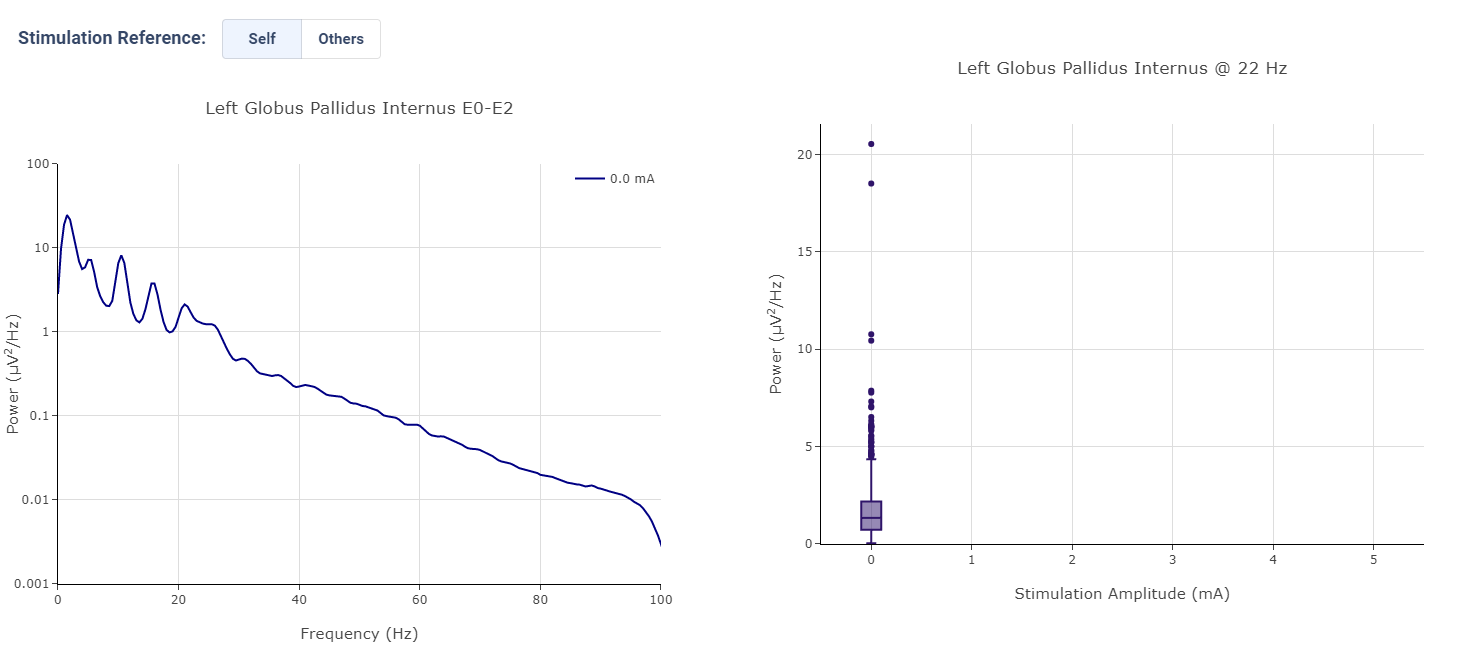 Stimulation Reference:
Self
Others
Left Globus Pallidus Internus E0-E2
0.0 mA
100
10
1
0.1
0.01
0.001
Power (μV²/Hz)
0
20
40
60
80
100
Frequency (Hz)
Left Globus Pallidus Internus @ 22 Hz
20
15
10
5
0
Power (μV²/Hz)
0
1
2
3
4
5
Stimulation Amplitude (mA)